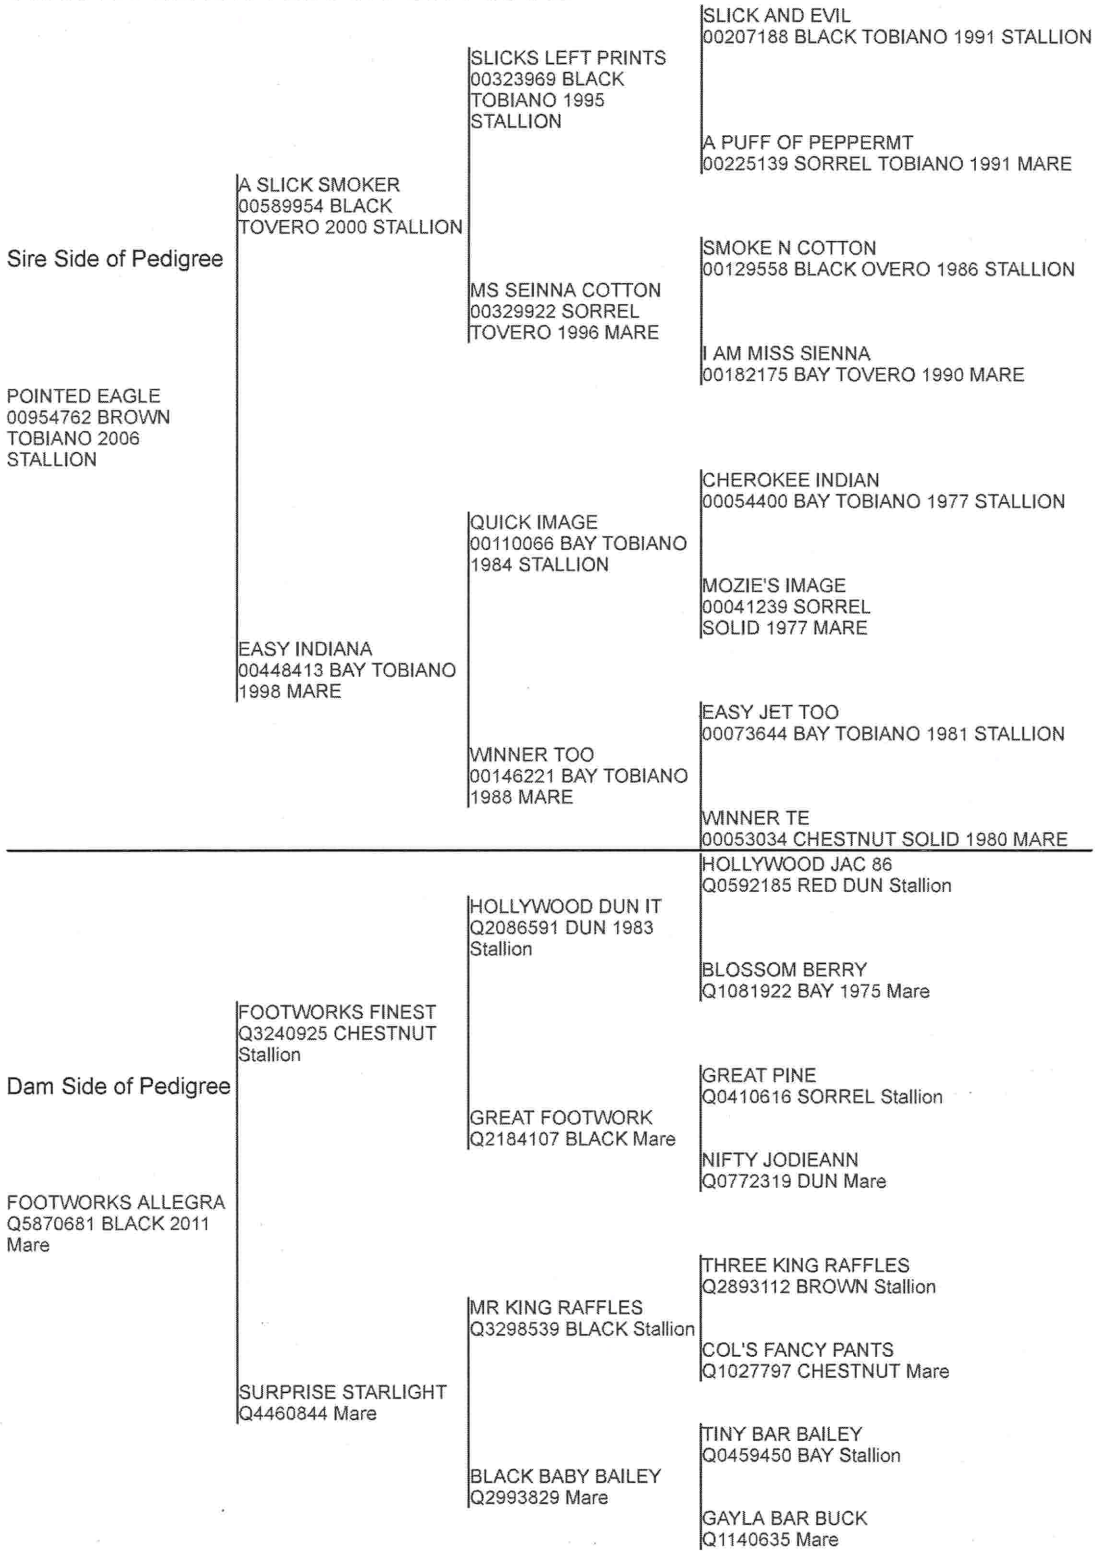 Sire Side of Pedigree
POINTED EAGLE
00954762 BROWN
TOBIANO 2006
STALLION
A SLICK SMOKER
00589954 BLACK
TOVERO 2000 STALLION
EASY INDIANA
00448413 BAY TOBIANO
1998 MARE
SLICKS LEFT PRINTS
00323969 BLACK
TOBIANO 1995
STALLION
MS SEINNA COTTON
00329922 SORREL
TOVERO 1996 MARE
QUICK IMAGE
00110066 BAY TOBIANO
1984 STALLION
WINNER TOO
00146221 BAY TOBIANO
1988 MARE
SLICK AND EVIL
00207188 BLACK TOBIANO 1991 STALLION
A PUFF OF PEPPERMT
00225139 SORREL TOBIANO 1991 MARE
SMOKE N COTTON
00129558 BLACK OVERO 1986 STALLION
I AM MISS SIENNA
00182175 BAY TOVERO 1990 MARE
CHEROKEE INDIAN
00054400 BAY TOBIANO 1977 STALLION
MOZIE'S IMAGE
00041239 SORREL
SOLID 1977 MARE
EASY JET TOO
00073644 BAY TOBIANO 1981 STALLION
WINNER TE
00053034 CHESTNUT SOLID 1980 MARE
Dam Side of Pedigree
FOOTWORKS ALLEGRA
Q5870681 BLACK 2011
Mare
FOOTWORKS FINEST
Q3240925 CHESTNUT
Stallion
SURPRISE STARLIGHT
Q4460844 Mare
HOLLYWOOD DUN IT
Q2086591 DUN 1983
Stallion
GREAT FOOTWORK
Q2184107 BLACK Mare
MR KING RAFFLES
Q3298539 BLACK Stallion
BLACK BABY BAILEY
Q2993829 Mare
HOLLYWOOD JAC 86
Q0592185 RED DUN Stallion
BLOSSOM BERRY
Q1081922 BAY 1975 Mare
GREAT PINE
Q0410616 SORREL Stallion
NIFTY JODIEANN
Q0772319 DUN Mare
THREE KING RAFFLES
Q2893112 BROWN Stallion
COL'S FANCY PANTS
Q1027797 CHESTNUT Mare
TINY BAR BAILEY
Q0459450 BAY Stallion
GAYLA BAR BUCK
Q1140635 Mare